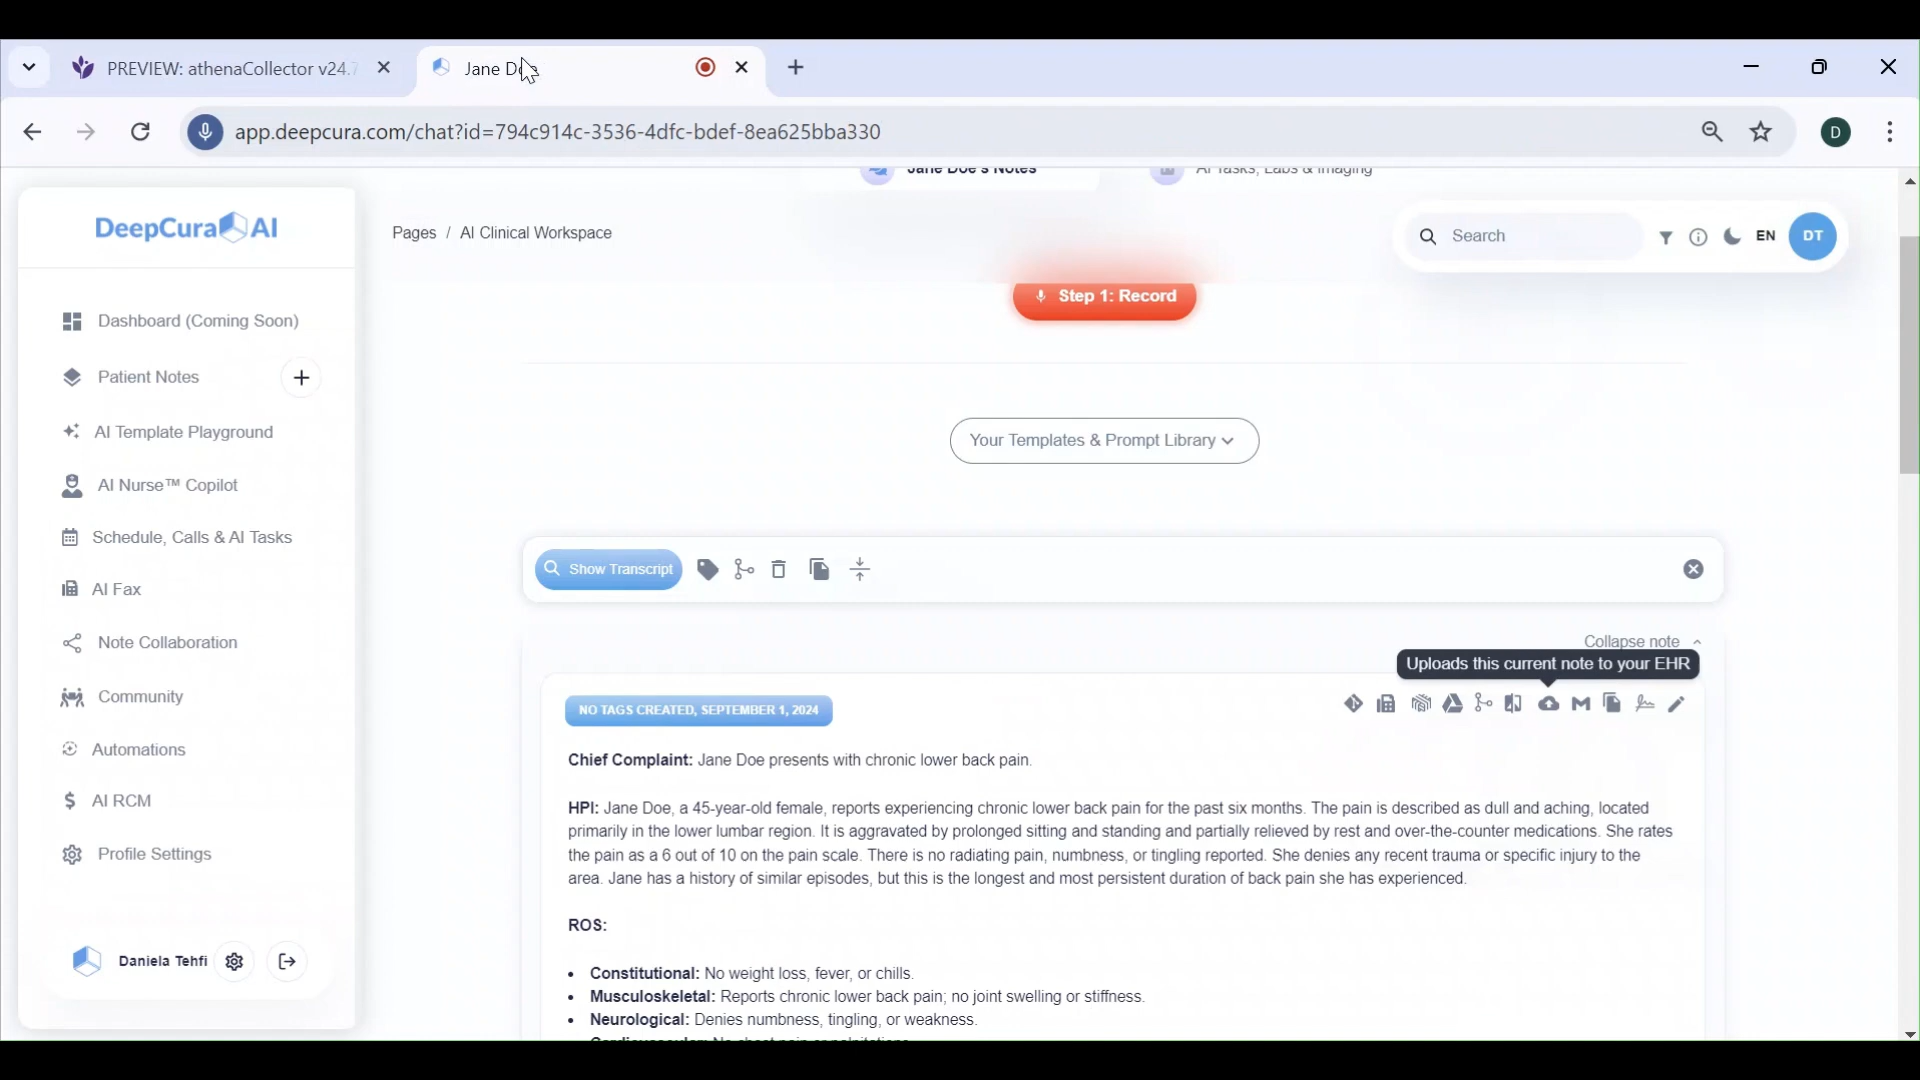 PREVIEW: athenaCollector v24.7
Jane Doe
app.deepcura.com/chat?id=794c914c-3536-4dfc-bdef-8ea625bba330
D
Jane Doe's Notes
AI Tasks, Labs & Imaging
DeepCura AI
Pages / AI Clinical Workspace
Search
EN
DT
Step 1: Record
Dashboard (Coming Soon)
Patient Notes
AI Template Playground
AI Nurse™ Copilot
Schedule, Calls & AI Tasks
AI Fax
Note Collaboration
Community
Automations
AI RCM
Profile Settings
Daniela Tehfi
Your Templates & Prompt Library
Show Transcript
Collapse note
Uploads this current note to your EHR
NO TAGS CREATED, SEPTEMBER 1, 2024
Chief Complaint: Jane Doe presents with chronic lower back pain.
HPI: Jane Doe, a 45-year-old female, reports experiencing chronic lower back pain for the past six months. The pain is described as dull and aching, located
primarily in the lower lumbar region. It is aggravated by prolonged sitting and standing and partially relieved by rest and over-the-counter medications. She rates
the pain as a 6 out of 10 on the pain scale. There is no radiating pain, numbness, or tingling reported. She denies any recent trauma or specific injury to the
area. Jane has a history of similar episodes, but this is the longest and most persistent duration of back pain she has experienced.
ROS:
• Constitutional: No weight loss, fever, or chills.
• Musculoskeletal: Reports chronic lower back pain; no joint swelling or stiffness.
• Neurological: Denies numbness, tingling, or weakness.